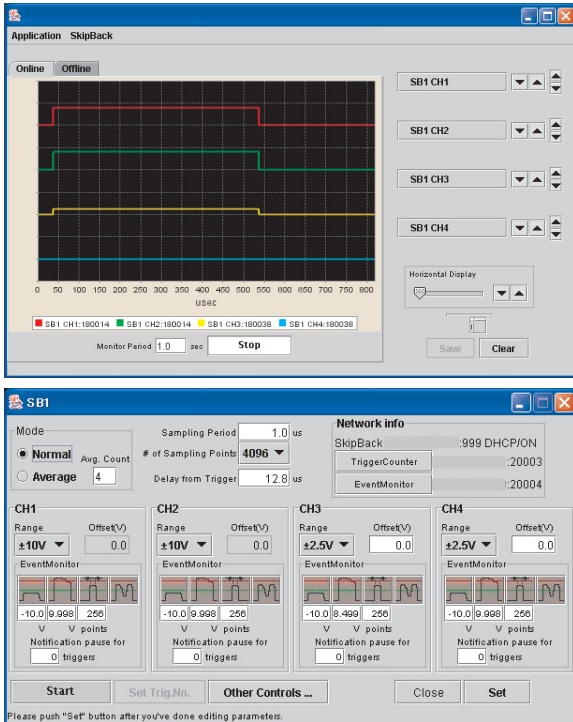 Application SkipBack
Online Offline
SB1 CH1
SB1 CH2
SB1 CH3
SB1 CH4
Horizontal Display
0 50 100 150 200 250 300 350 400 450 500 550 600 650 700 750 800
usec
SB1 CH1:180014 SB1 CH2:180014 SB1 CH3:180038 SB1 CH4:180038
Monitor Period 1.0 sec Stop
Save Clear
SB1
Mode
Normal
Average
Avg. Count
4
Sampling Period 1.0 us
# of Sampling Points 4096
Delay from Trigger 12.8 us
Network info
SkipBack :999 DHCP/ON
TriggerCounter :20003
EventMonitor :20004
CH1 CH2 CH3 CH4
Range Offset(V) Range Offset(V) Range Offset(V) Range Offset(V)
±10V 0.0 ±10V 0.0 ±2.5V 0.0 ±2.5V 0.0
EventMonitor EventMonitor EventMonitor EventMonitor
-10.0 9.998 256 -10.0 9.998 256 -10.0 8.499 256 -10.0 9.998 256
V V points V V points V V points V V points
Notification pause for Notification pause for Notification pause for Notification pause for
0 triggers 0 triggers 0 triggers 0 triggers
Start Set Trig.No. Other Controls ... Close Set
Please push "Set" button after you've done editing parameters.